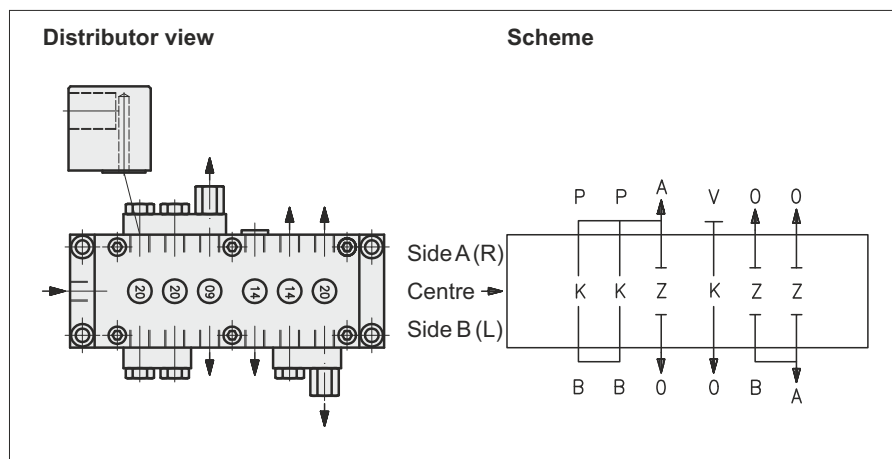 Distributor view
Scheme
P P A V 0 0
Side A (R)
Centre
Side B (L)
20 20 09 14 14 20
K K Z K Z Z
B B 0 0 B A